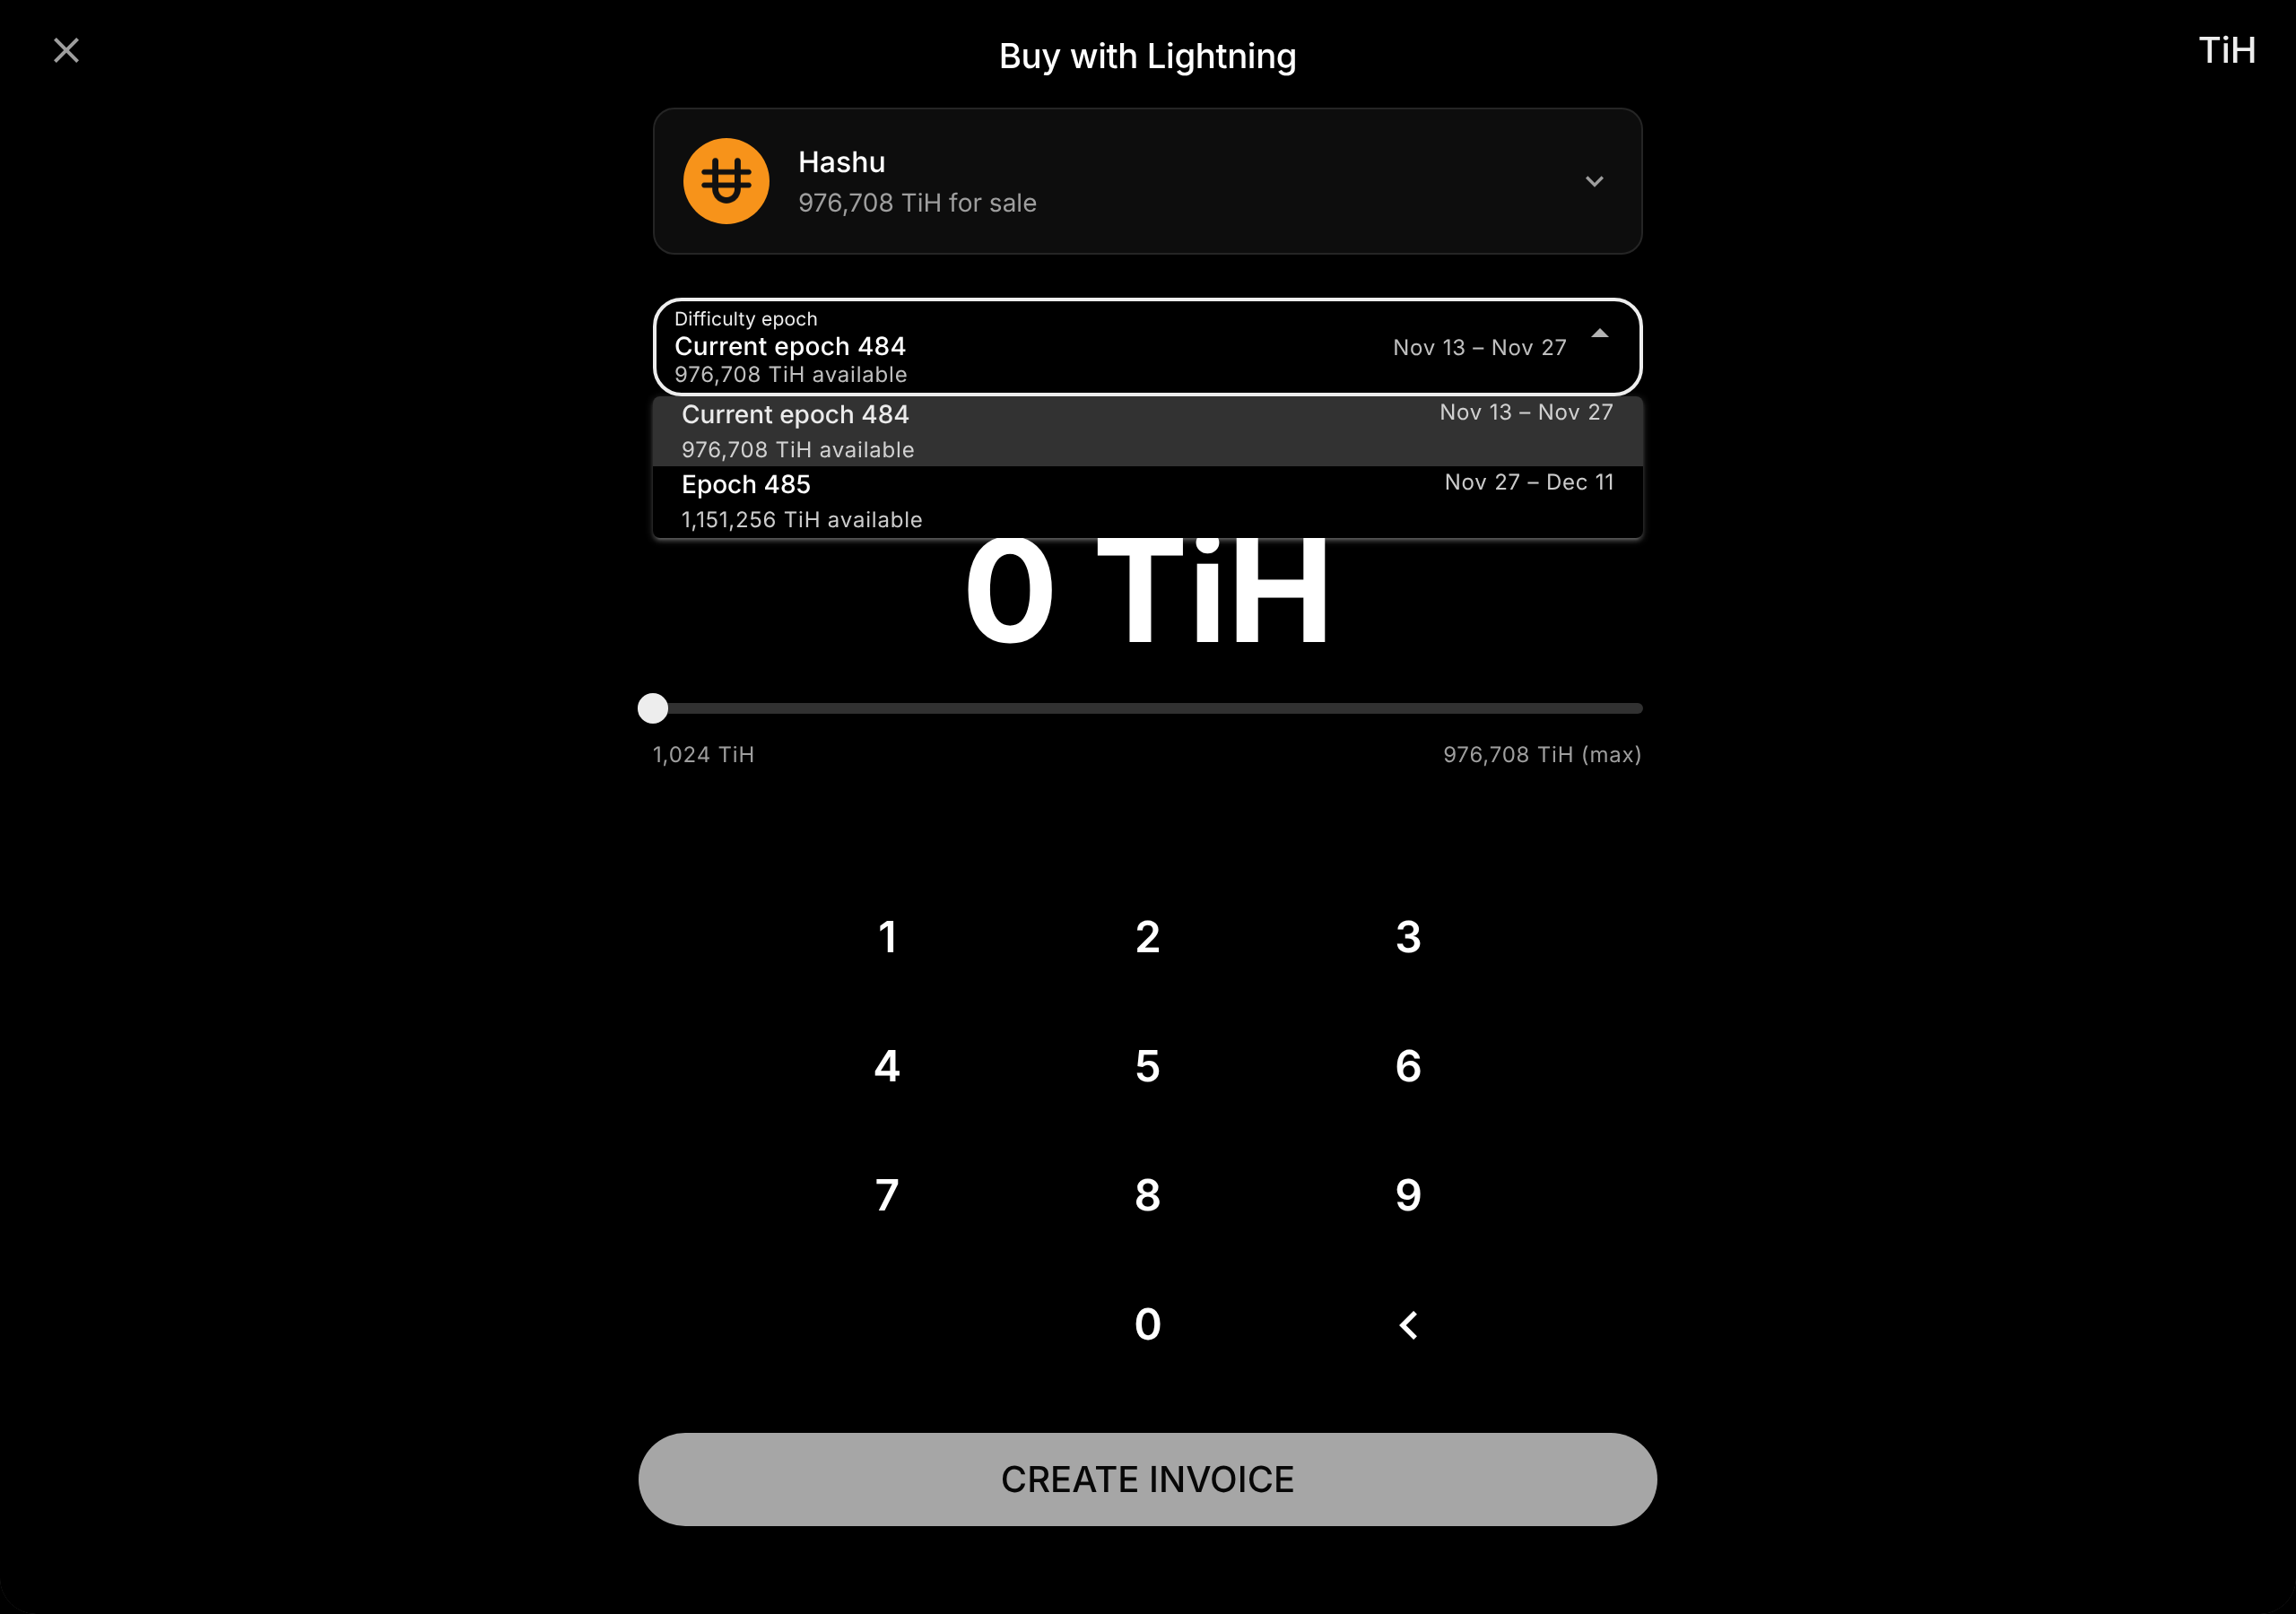 Buy with Lightning
TiH
Hashu
976,708 TiH for sale
Difficulty epoch
Current epoch 484
Nov 13 – Nov 27
976,708 TiH available
Current epoch 484
Nov 13 – Nov 27
976,708 TiH available
Epoch 485
Nov 27 – Dec 11
1,151,256 TiH available
0 TiH
1,024 TiH
976,708 TiH (max)
1 2 3
4 5 6
7 8 9
0
CREATE INVOICE